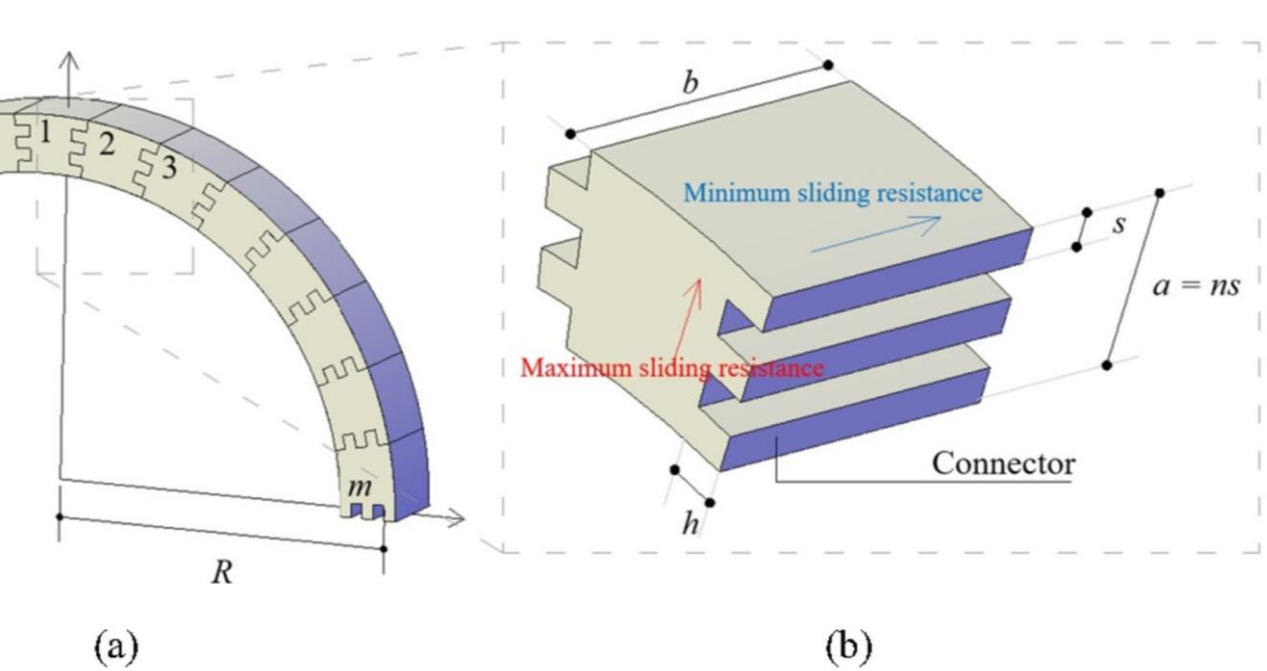 1
2
3
m
R
(a)
b
Minimum sliding resistance
s
a = ns
Maximum sliding resistance
Connector
h
(b)